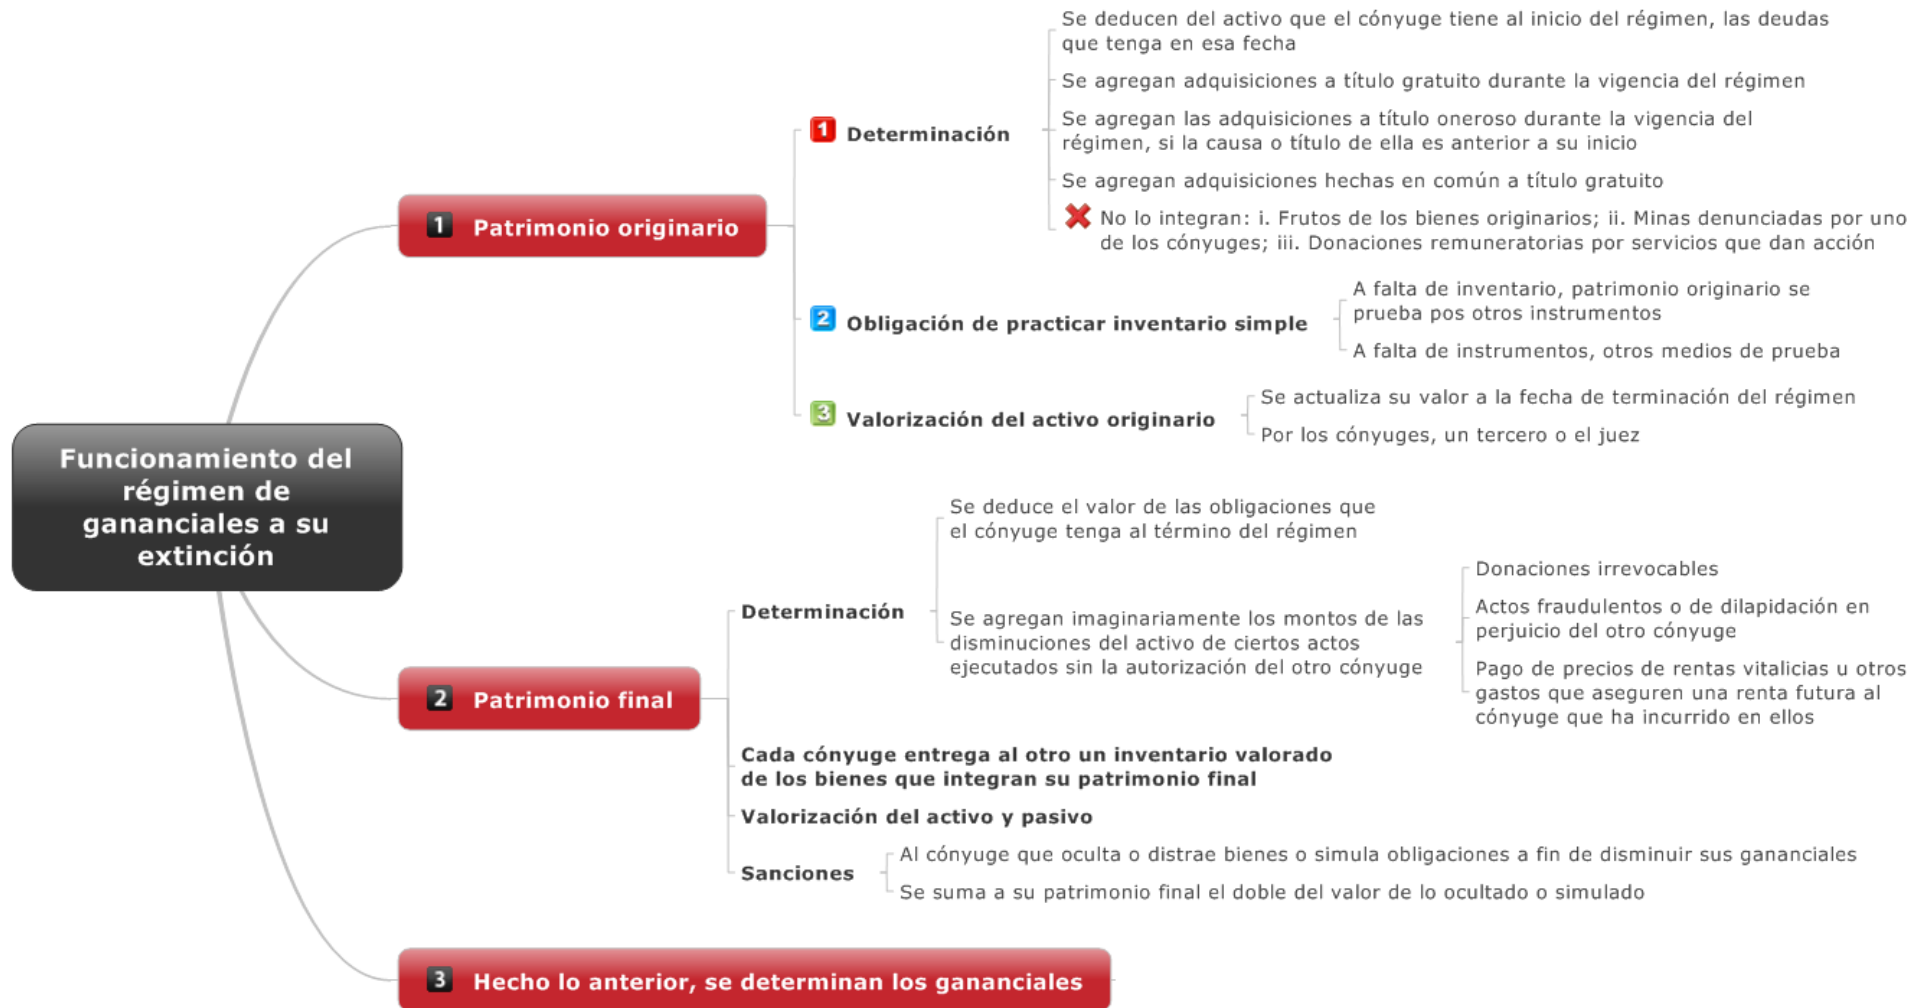 Funcionamiento del
régimen de
gananciales a su
extinción
1 Patrimonio originario
1 Determinación
Se deducen del activo que el cónyuge tiene al inicio del régimen, las deudas
que tenga en esa fecha
Se agregan adquisiciones a título gratuito durante la vigencia del régimen
Se agregan las adquisiciones a título oneroso durante la vigencia del
régimen, si la causa o título de ella es anterior a su inicio
Se agregan adquisiciones hechas en común a título gratuito
No lo integran: i. Frutos de los bienes originarios; ii. Minas denunciadas por uno
de los cónyuges; iii. Donaciones remuneratorias por servicios que dan acción
2 Obligación de practicar inventario simple
A falta de inventario, patrimonio originario se
prueba pos otros instrumentos
A falta de instrumentos, otros medios de prueba
3 Valorización del activo originario
Se actualiza su valor a la fecha de terminación del régimen
Por los cónyuges, un tercero o el juez
2 Patrimonio final
Determinación
Se deduce el valor de las obligaciones que
el cónyuge tenga al término del régimen
Se agregan imaginariamente los montos de las
disminuciones del activo de ciertos actos
ejecutados sin la autorización del otro cónyuge
Donaciones irrevocables
Actos fraudulentos o de dilapidación en
perjuicio del otro cónyuge
Pago de precios de rentas vitalicias u otros
gastos que aseguren una renta futura al
cónyuge que ha incurrido en ellos
Cada cónyuge entrega al otro un inventario valorado
de los bienes que integran su patrimonio final
Valorización del activo y pasivo
Sanciones
Al cónyuge que oculta o distrae bienes o simula obligaciones a fin de disminuir sus gananciales
Se suma a su patrimonio final el doble del valor de lo ocultado o simulado
3 Hecho lo anterior, se determinan los gananciales